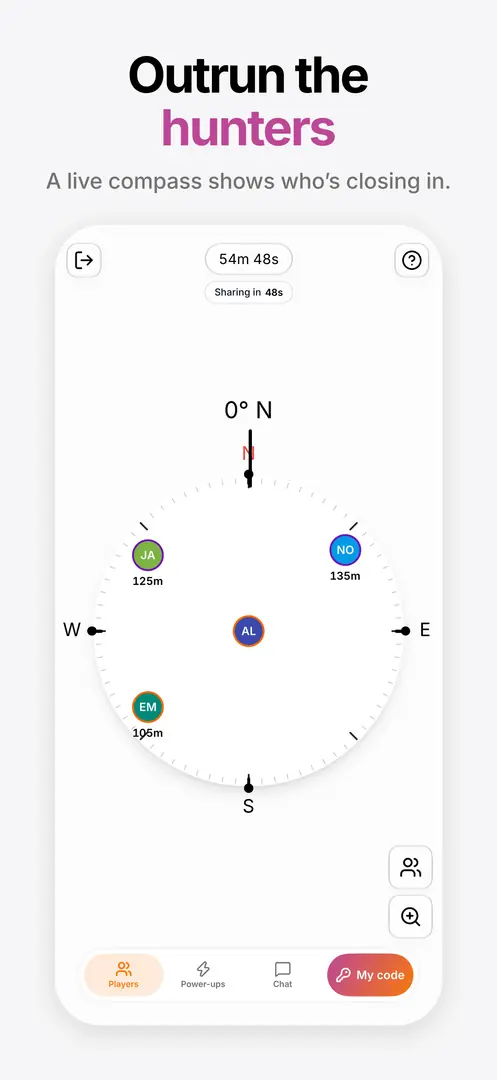 Outrun the
hunters
A live compass shows who’s closing in.
54m 48s
Sharing in 48s
0° N
N
JA
125m
NO
135m
W
AL
E
EM
105m
S
Players
Power-ups
Chat
My code